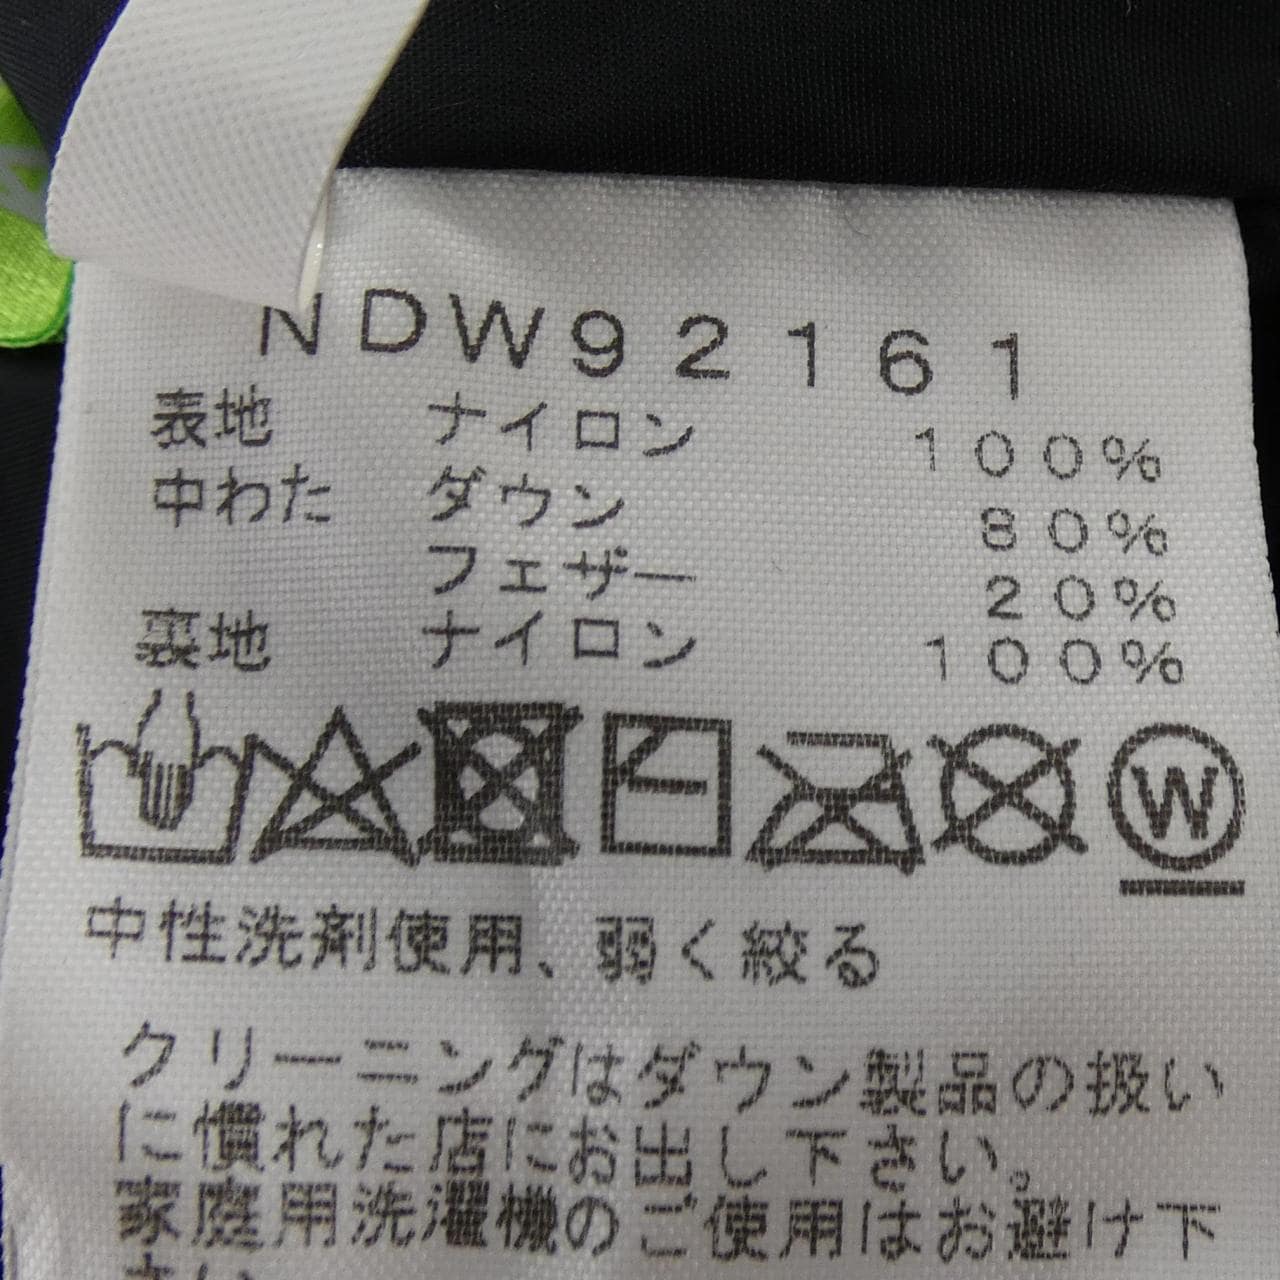 NDW92161
表地 ナイロン 100%
中わた ダウン 80%
フェザー 20%
裏地 ナイロン 100%
W
中性洗剤使用、弱く絞る
クリーニングはダウン製品の扱い
に慣れた店にお出し下さい。
家庭用洗濯機のご使用はお避け下
さい